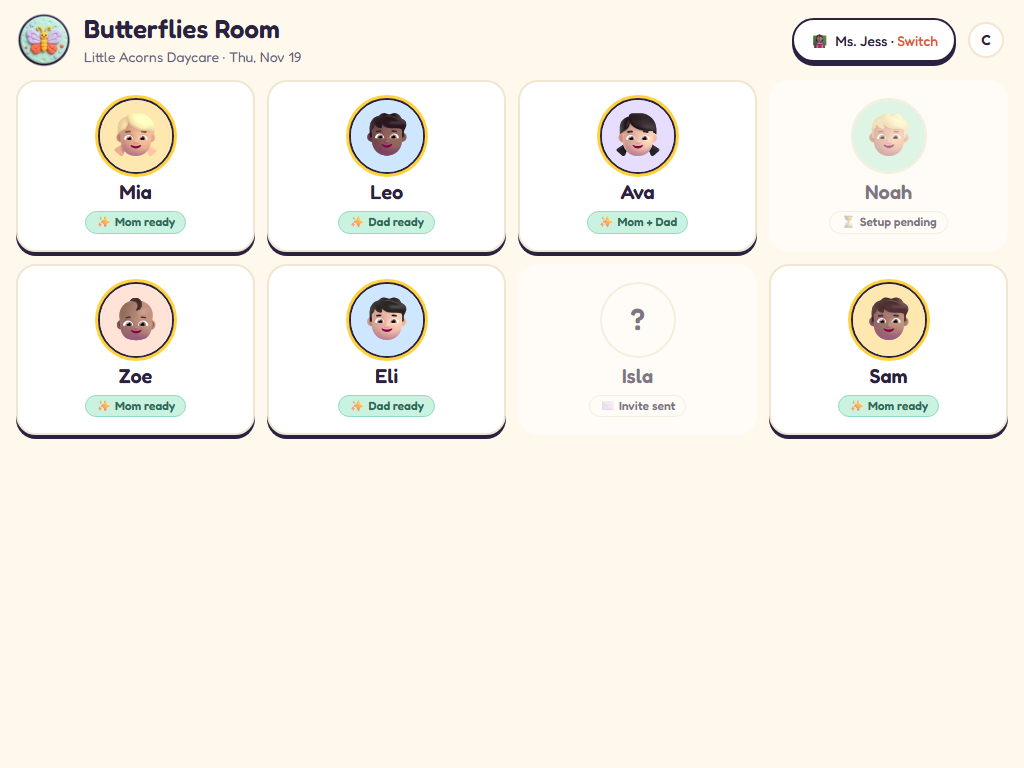 Butterflies Room
Little Acorns Daycare · Thu, Nov 19
Ms. Jess · Switch
C
Mia
Mom ready
Leo
Dad ready
Ava
Mom + Dad
Noah
Setup pending
Zoe
Mom ready
Eli
Dad ready
?
Isla
Invite sent
Sam
Mom ready